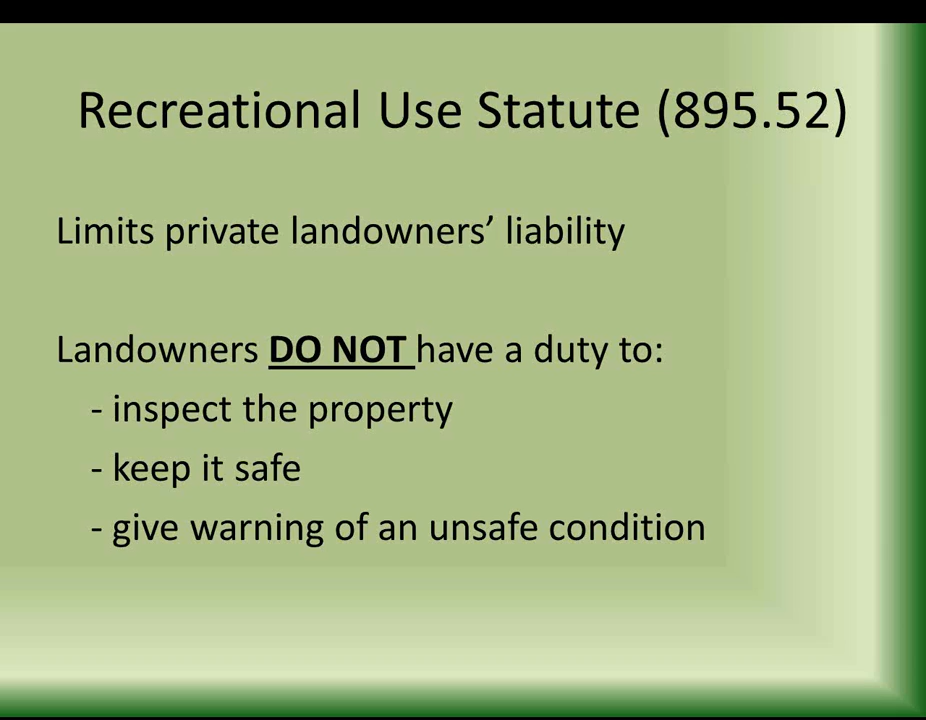 Recreational Use Statute (895.52)
Limits private landowners’ liability
Landowners DO NOT have a duty to:
- inspect the property
- keep it safe
- give warning of an unsafe condition